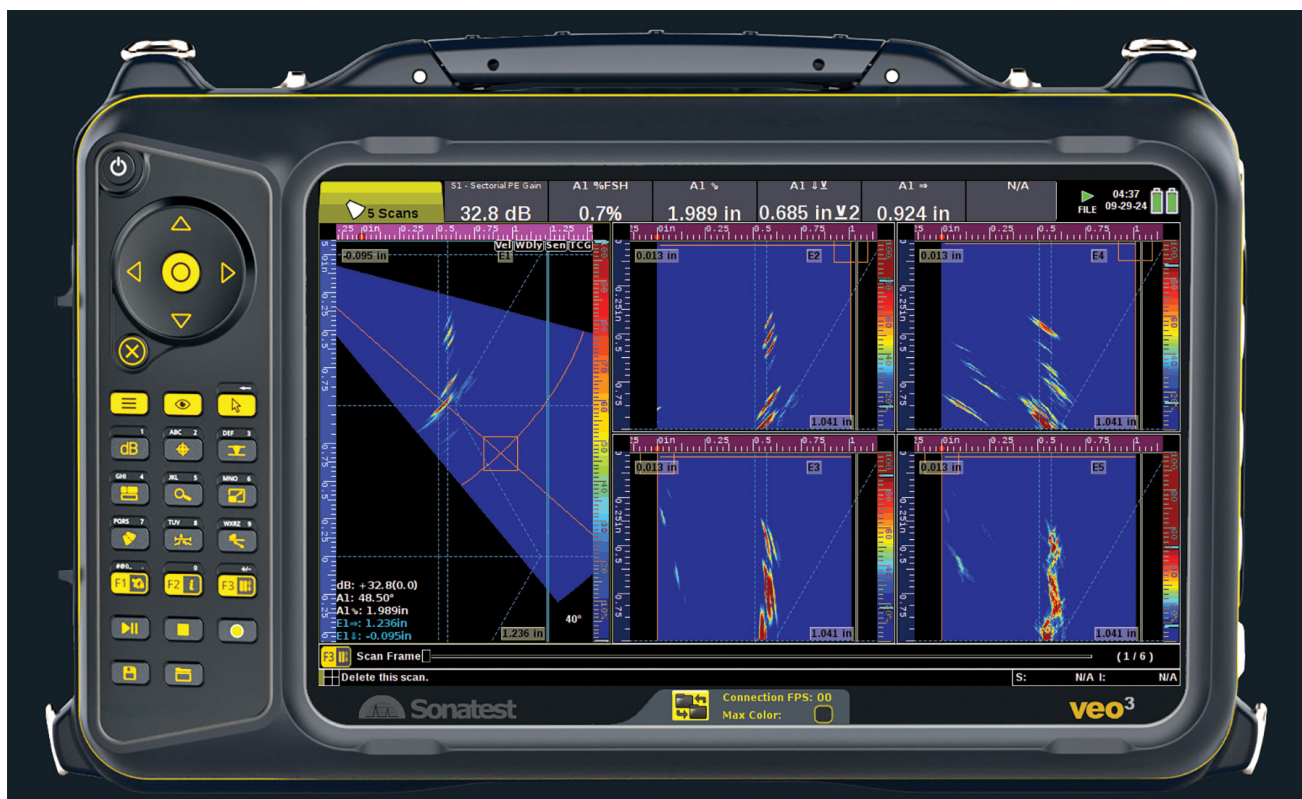 S1 - Sectorial PE Gain A1 %FSH A1 ⇘ A1 ⇓⊻ A1 ⇒ N/A
5 Scans 32.8 dB 0.7% 1.989 in 0.685 in⊻2 0.924 in
04:37
FILE 09-29-24
Vel WDly Sen TCG
-0.095 in E1
0.013 in E2
0.013 in E4
1.041 in
1.041 in
0.013 in E3
0.013 in E5
dB: +32.8(0.0)
A1: 48.50°
A1⇘: 1.989in
E1⇒: 1.236in
E1⇓: -0.095in
40°
1.236 in
1.041 in
1.041 in
F3 Scan Frame (1/6)
Delete this scan. S: N/A I: N/A
Sonatest
Connection FPS: 00
Max Color:
veo3
1 ABC 2 DEF 3
dB
GHI 4 JKL 5 MNO 6
PQRS 7 TUV 8 WXRZ 9
#@0_ . 0 +/-
F1 F2 i F3